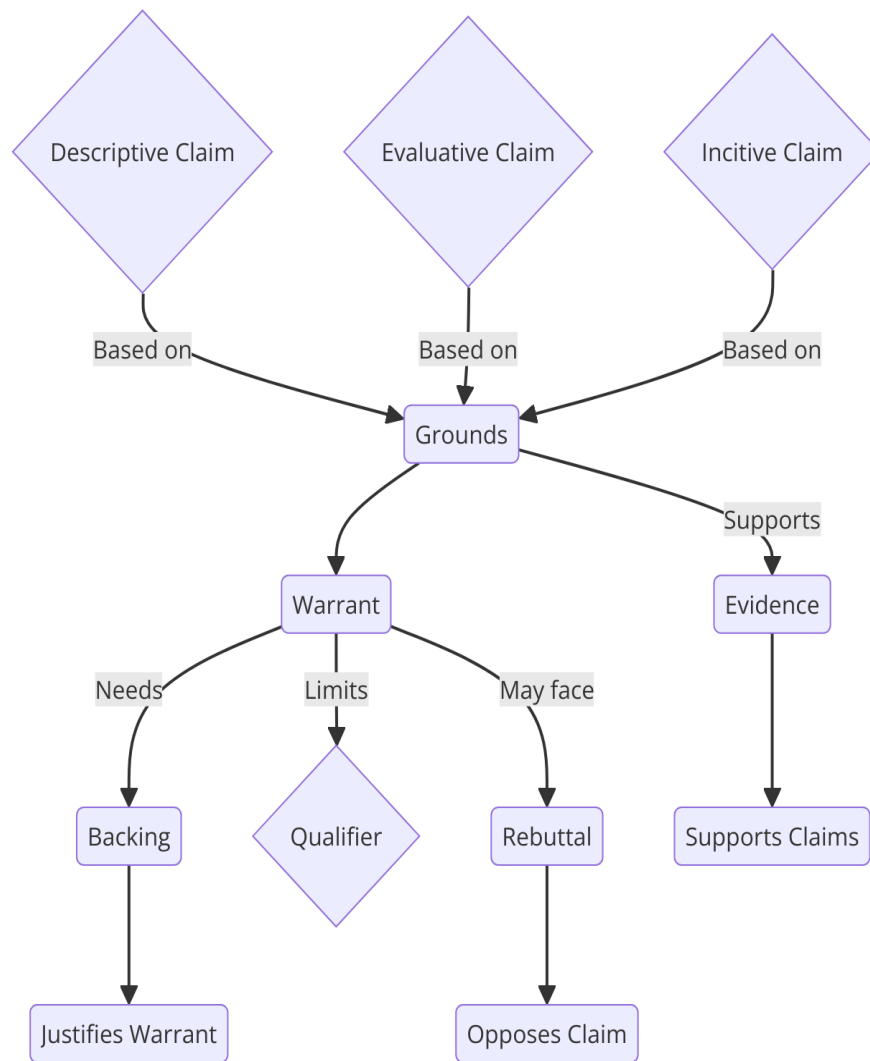 Descriptive Claim
Evaluative Claim
Incitive Claim
Based on
Based on
Based on
Grounds
Supports
Warrant
Evidence
Needs
Limits
May face
Backing
Qualifier
Rebuttal
Supports Claims
Justifies Warrant
Opposes Claim